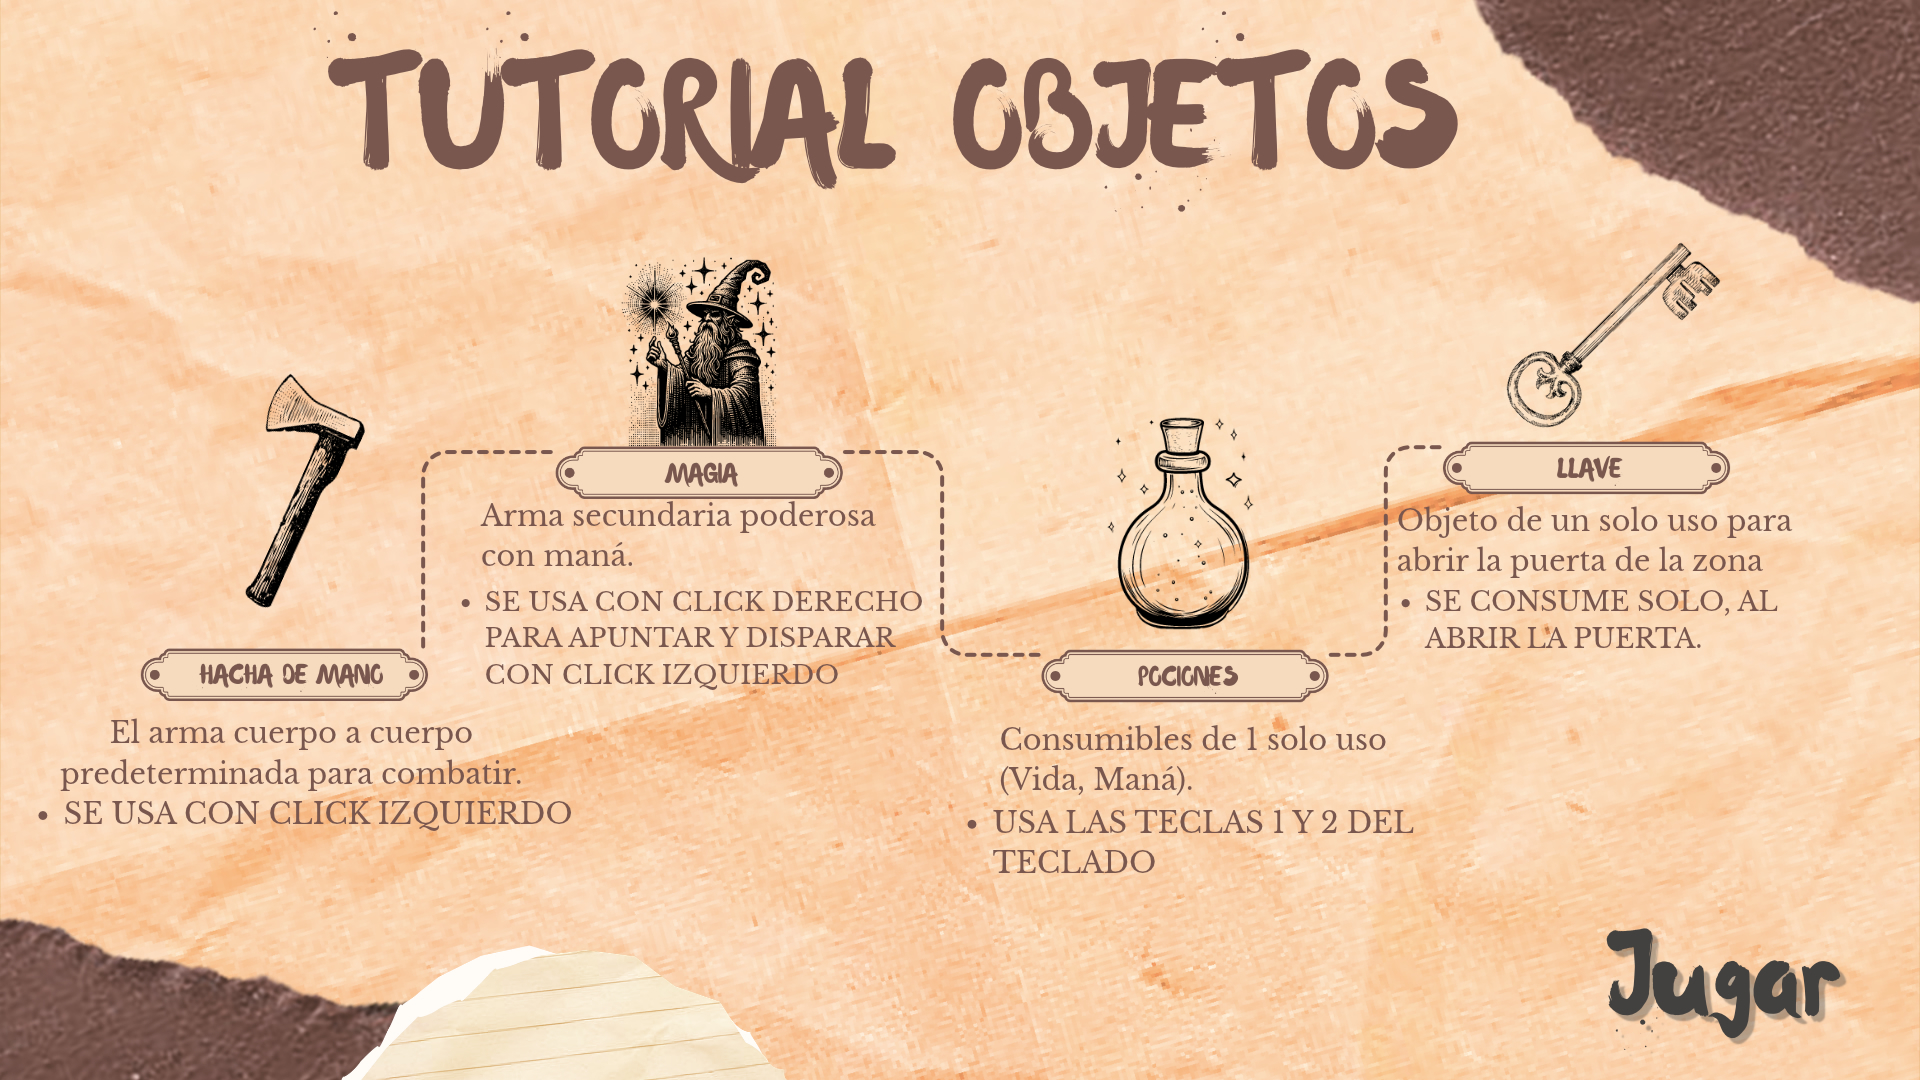 TUTORIAL OBJETOS
HACHA DE MANO
El arma cuerpo a cuerpo
predeterminada para combatir.
• SE USA CON CLICK IZQUIERDO
MAGIA
Arma secundaria poderosa
con maná.
• SE USA CON CLICK DERECHO
PARA APUNTAR Y DISPARAR
CON CLICK IZQUIERDO
POCIONES
Consumibles de 1 solo uso
(Vida, Maná).
• USA LAS TECLAS 1 Y 2 DEL
TECLADO
LLAVE
Objeto de un solo uso para
abrir la puerta de la zona
• SE CONSUME SOLO, AL
ABRIR LA PUERTA.
Jugar